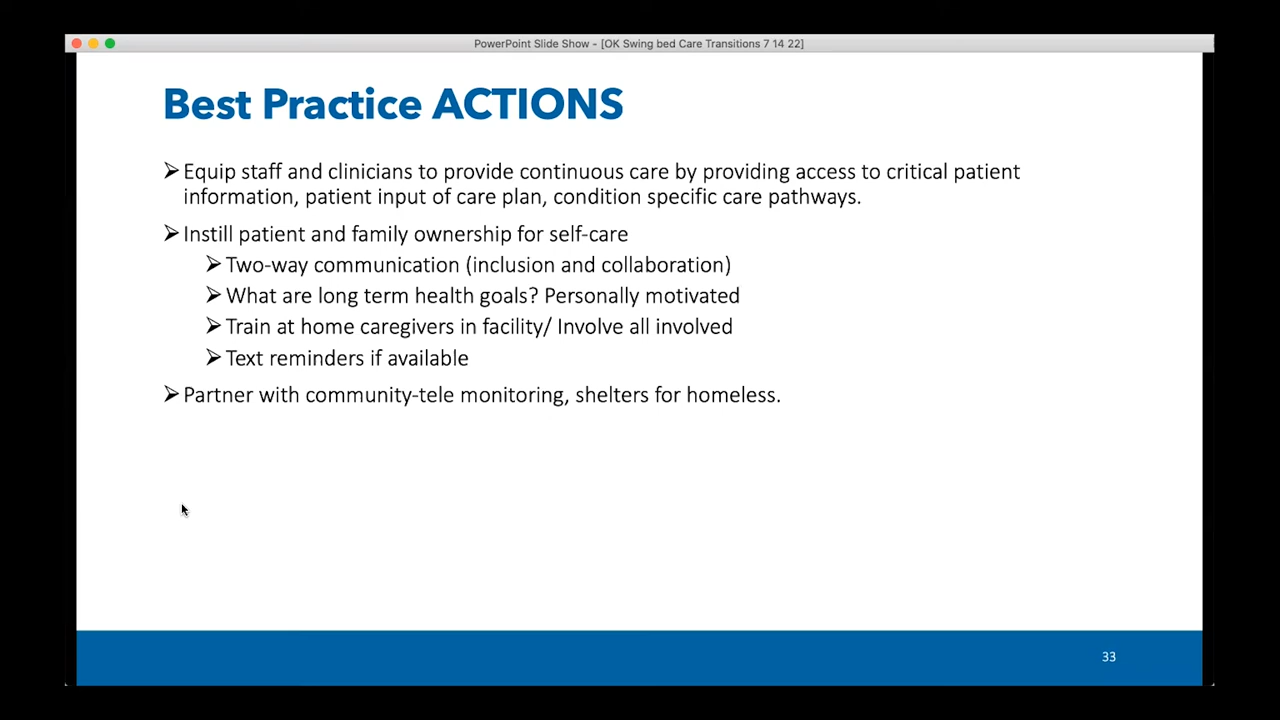 PowerPoint Slide Show - [OK Swing bed Care Transitions 7 14 22]
Best Practice ACTIONS
Equip staff and clinicians to provide continuous care by providing access to critical patient
information, patient input of care plan, condition specific care pathways.
Instill patient and family ownership for self-care
Two-way communication (inclusion and collaboration)
What are long term health goals? Personally motivated
Train at home caregivers in facility/ Involve all involved
Text reminders if available
Partner with community-tele monitoring, shelters for homeless.
33